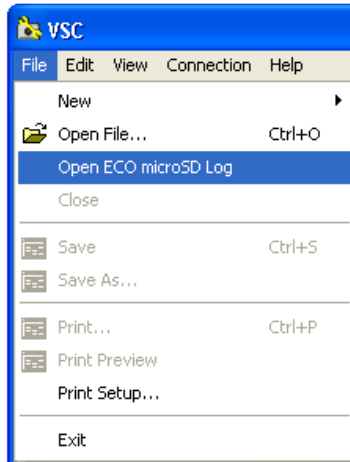 VSC
File Edit View Connection Help
New
Open File... Ctrl+O
Open ECO microSD Log
Close
Save Ctrl+S
Save As...
Print... Ctrl+P
Print Preview
Print Setup...
Exit